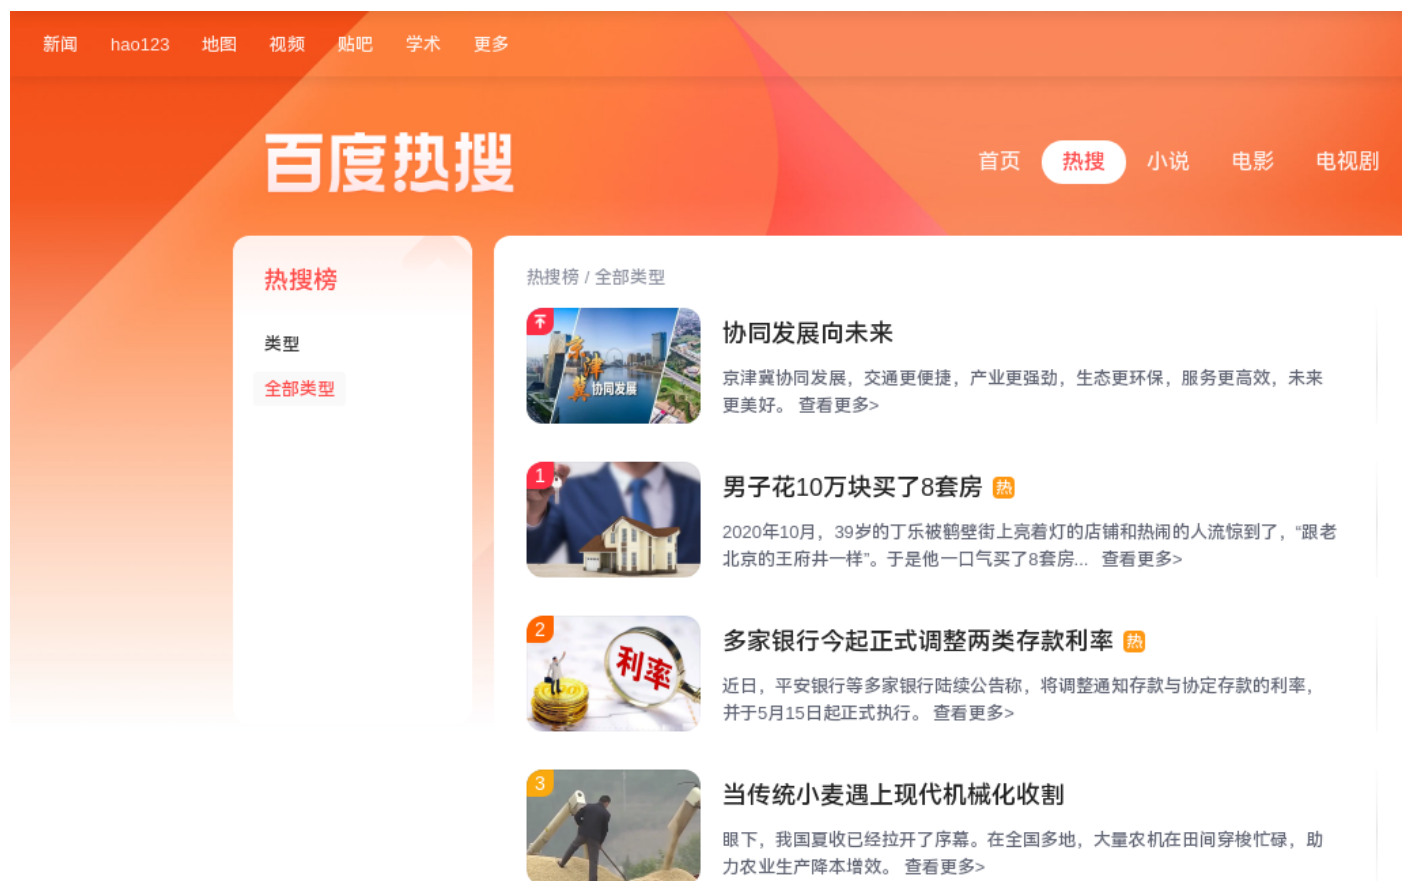 新闻 hao123 地图 视频 贴吧 学术 更多
百度热搜
首页 热搜 小说 电影 电视剧
热搜榜
类型
全部类型
热搜榜 / 全部类型
京津冀
协同发展
协同发展向未来
京津冀协同发展，交通更便捷，产业更强劲，生态更环保，服务更高效，未来
更美好。 查看更多>
1
男子花10万块买了8套房 热
2020年10月，39岁的丁乐被鹤壁街上亮着灯的店铺和热闹的人流惊到了，“跟老
北京的王府井一样”。于是他一口气买了8套房... 查看更多>
2
利率
多家银行今起正式调整两类存款利率 热
近日，平安银行等多家银行陆续公告称，将调整通知存款与协定存款的利率，
并于5月15日起正式执行。 查看更多>
3
当传统小麦遇上现代机械化收割
眼下，我国夏收已经拉开了序幕。在全国多地，大量农机在田间穿梭忙碌，助
力农业生产降本增效。 查看更多>